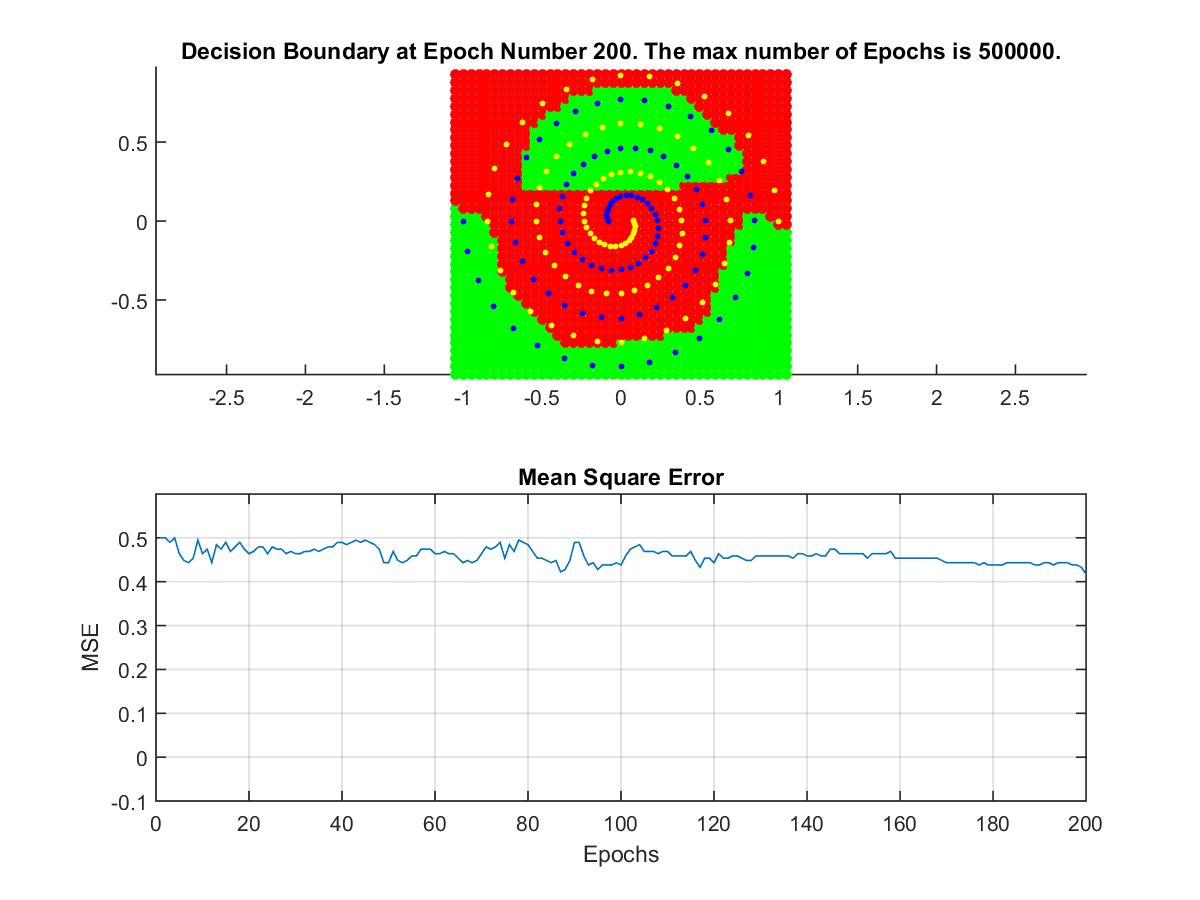 Decision Boundary at Epoch Number 200. The max number of Epochs is 500000.
0.5
0
-0.5
-2.5 -2 -1.5 -1 -0.5 0 0.5 1 1.5 2 2.5
Mean Square Error
0.5
0.4
0.3
0.2
0.1
0
-0.1
MSE
0 20 40 60 80 100 120 140 160 180 200
Epochs